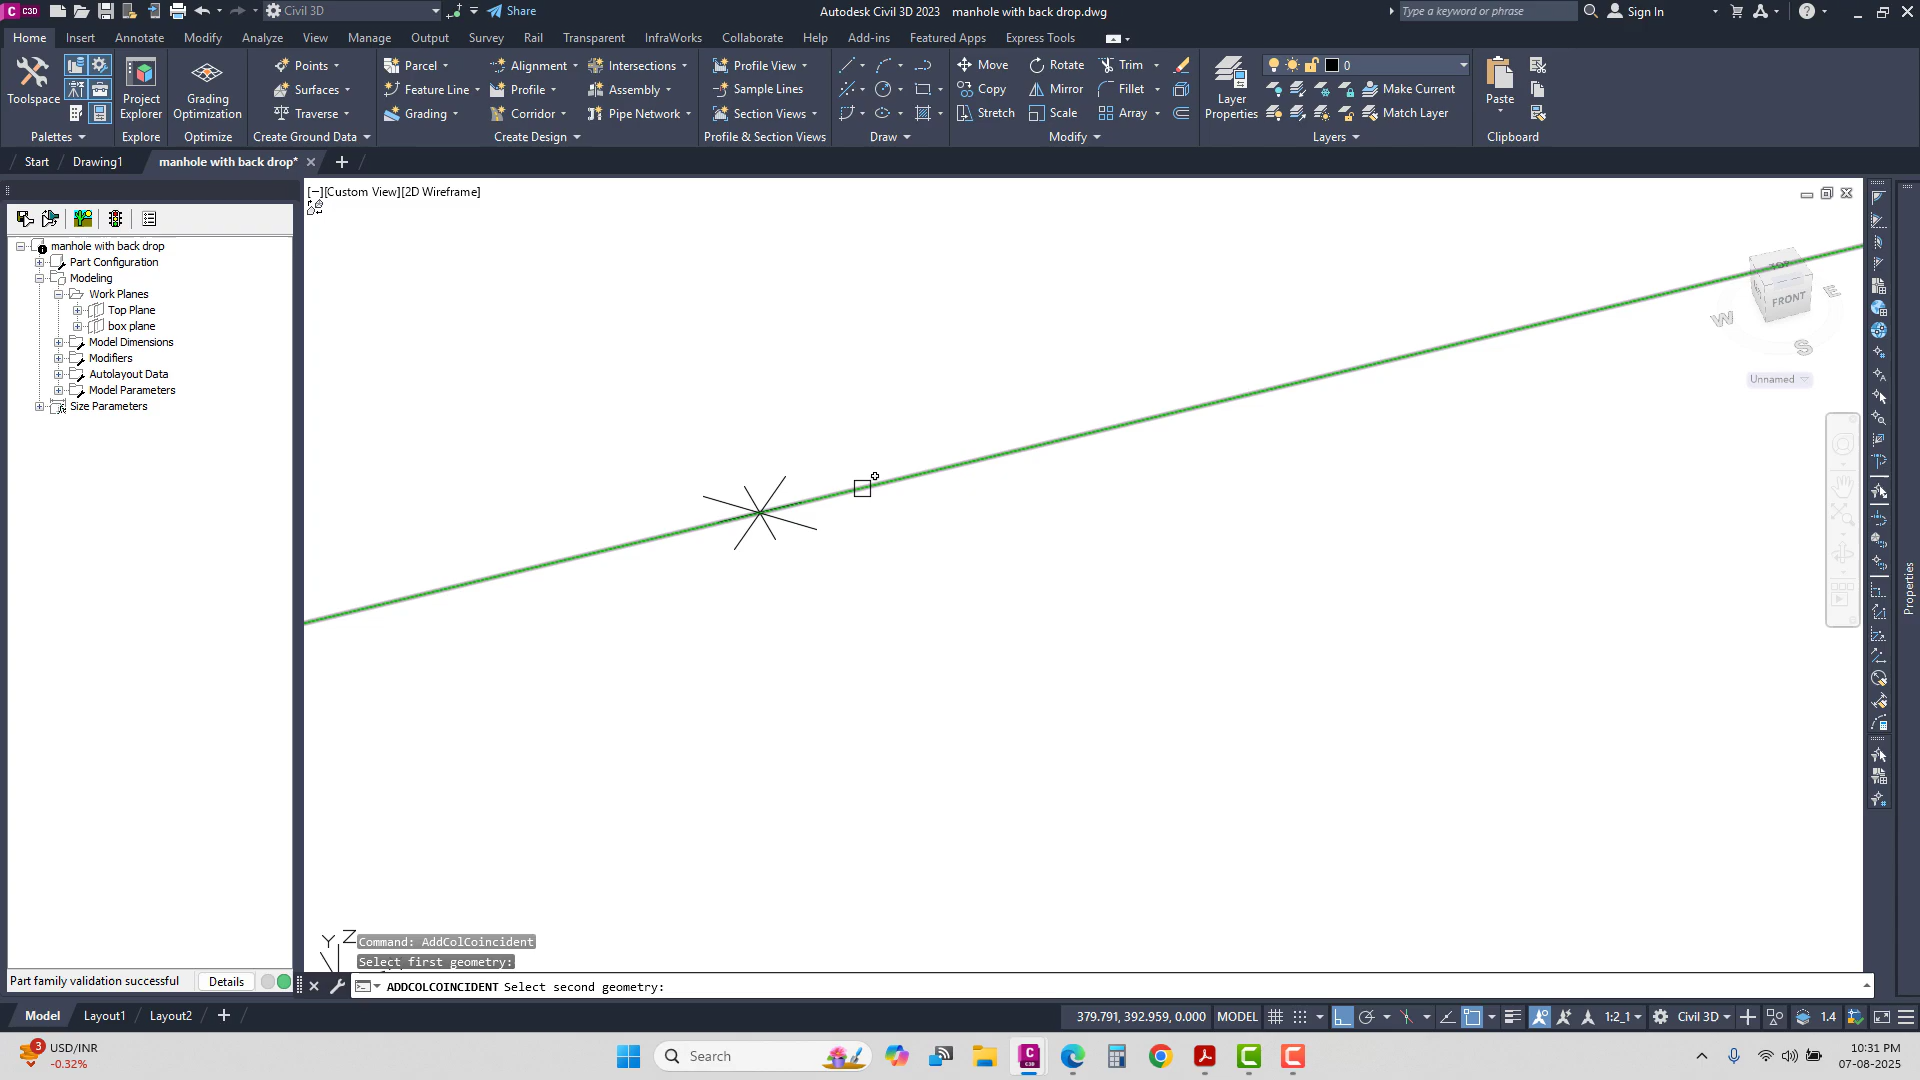 C3D
Civil 3D
Share
Autodesk Civil 3D 2023 manhole with back drop.dwg
Type a keyword or phrase
Sign In
Home
Insert
Annotate
Modify
Analyze
View
Manage
Output
Survey
Rail
Transparent
InfraWorks
Collaborate
Help
Add-ins
Featured Apps
Express Tools
Toolspace
Project Explorer
Grading Optimization
Points
Surfaces
Traverse
Parcel
Feature Line
Grading
Alignment
Profile
Corridor
Intersections
Assembly
Pipe Network
Profile View
Sample Lines
Section Views
Move
Copy
Stretch
Rotate
Mirror
Scale
Trim
Fillet
Array
Layer Properties
0
Make Current
Match Layer
Paste
Palettes
Explore
Optimize
Create Ground Data
Create Design
Profile & Section Views
Draw
Modify
Layers
Clipboard
Start
Drawing1
manhole with back drop*
[−][Custom View][2D Wireframe]
manhole with back drop
Part Configuration
Modeling
Work Planes
Top Plane
box plane
Model Dimensions
Modifiers
Autolayout Data
Model Parameters
Size Parameters
TOP
FRONT
W
E
S
Unnamed
Properties
Y
Z
Command: AddColCoincident
Select first geometry:
ADDCOLCOINCIDENT Select second geometry:
Part family validation successful
Details
Model
Layout1
Layout2
379.791, 392.959, 0.000
MODEL
1:2_1
Civil 3D
1.4
3
USD/INR
-0.32%
Search
10:31 PM
07-08-2025